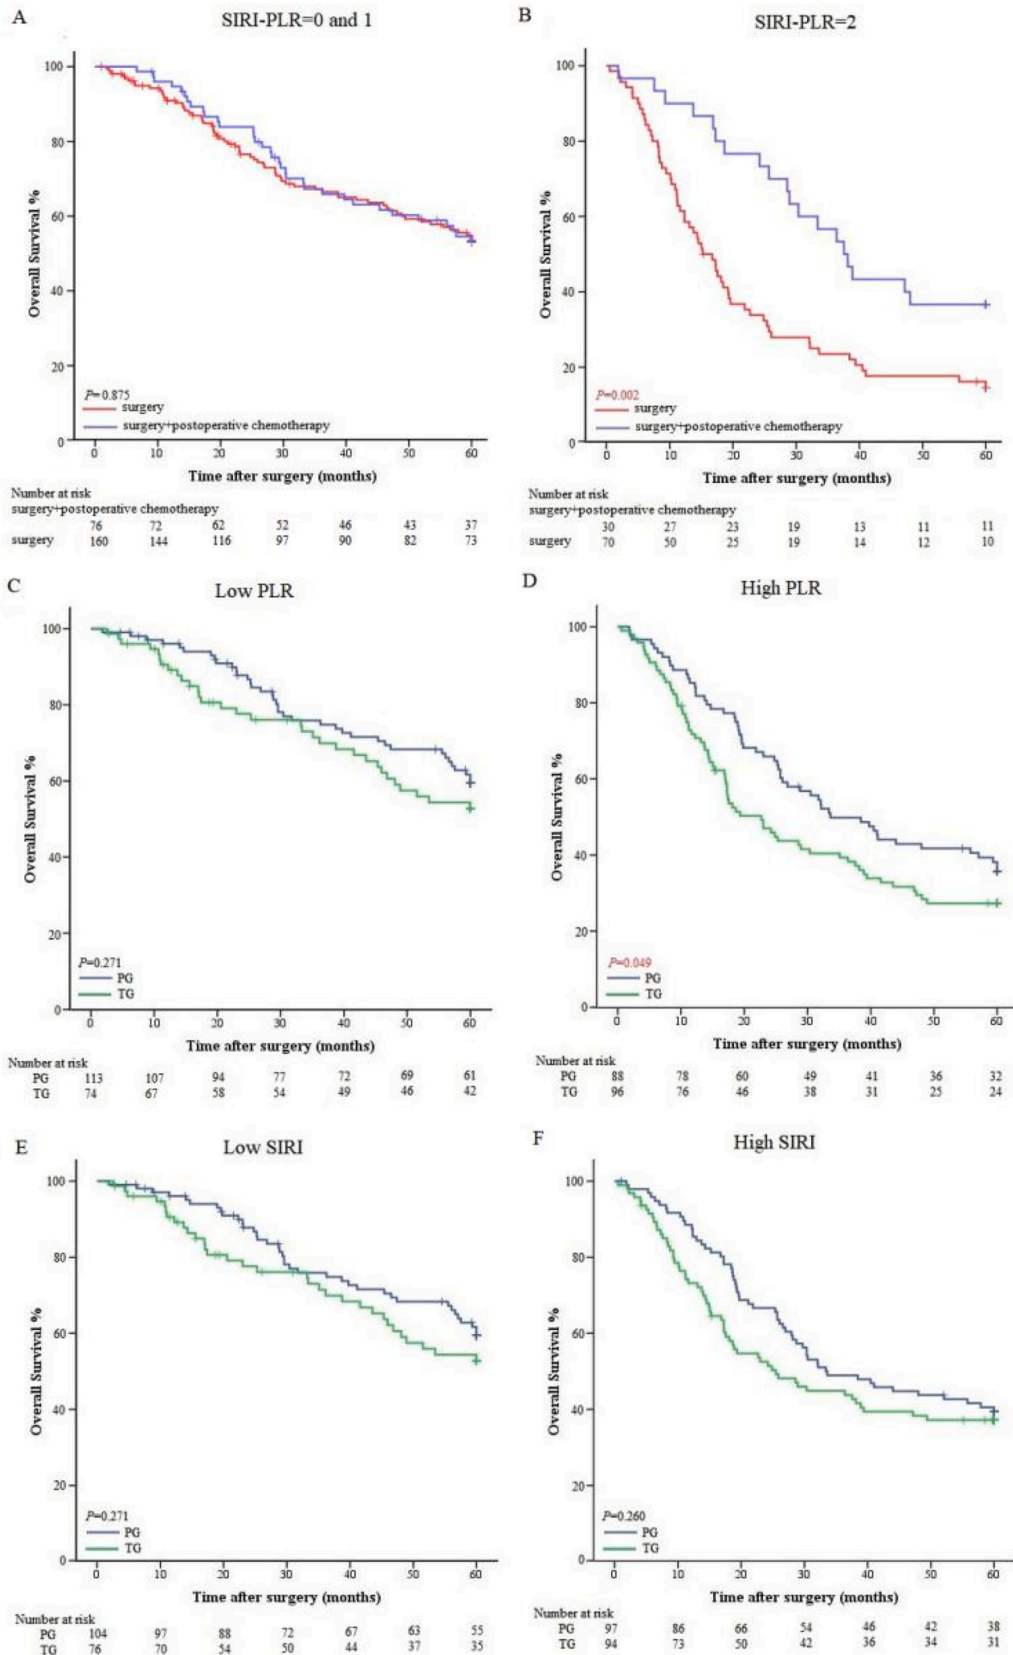 A
SIRI-PLR=0 and 1
100
80
60
40
20
0
Overall Survival %
P=0.875
surgery
surgery+postoperative chemotherapy
0 10 20 30 40 50 60
Time after surgery (months)
Number at risk
surgery+postoperative chemotherapy
76 72 62 52 46 43 37
surgery 160 144 116 97 90 82 73
B
SIRI-PLR=2
100
80
60
40
20
0
Overall Survival %
P=0.002
surgery
surgery+postoperative chemotherapy
0 10 20 30 40 50 60
Time after surgery (months)
Number at risk
surgery+postoperative chemotherapy
30 27 23 19 13 11 11
surgery 70 50 25 19 14 12 10
C
Low PLR
100
80
60
40
20
0
Overall Survival %
P=0.271
PG
TG
0 10 20 30 40 50 60
Time after surgery (months)
Number at risk
PG 113 107 94 77 72 69 61
TG 74 67 58 54 49 46 42
D
High PLR
100
80
60
40
20
0
Overall Survival %
P=0.049
PG
TG
0 10 20 30 40 50 60
Time after surgery (months)
Number at risk
PG 88 78 60 49 41 36 32
TG 96 76 46 38 31 25 24
E
Low SIRI
100
80
60
40
20
0
Overall Survival %
P=0.271
PG
TG
0 10 20 30 40 50 60
Time after surgery (months)
Number at risk
PG 104 97 88 72 67 63 55
TG 76 70 54 50 44 37 35
F
High SIRI
100
80
60
40
20
0
Overall Survival %
P=0.260
PG
TG
0 10 20 30 40 50 60
Time after surgery (months)
Number at risk
PG 97 86 66 54 46 42 38
TG 94 73 50 42 36 34 31